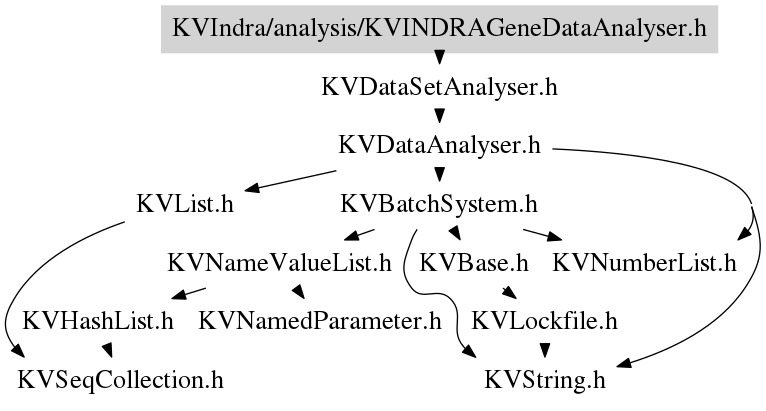 KVIndra/analysis/KVINDRAGeneDataAnalyser.h
KVDataSetAnalyser.h
KVDataAnalyser.h
KVList.h
KVBatchSystem.h
KVNameValueList.h
KVBase.h
KVNumberList.h
KVHashList.h
KVNamedParameter.h
KVLockfile.h
KVSeqCollection.h
KVString.h